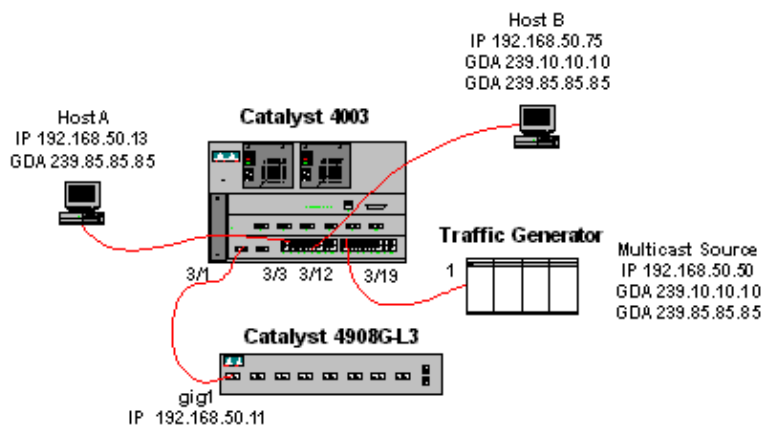 Host B
IP 192.168.50.75
GDA 239.10.10.10
GDA 239.85.85.85
Host A
IP 192.168.50.13
GDA 239.85.85.85
Catalyst 4003
Traffic Generator
1
Multicast Source
IP 192.168.50.50
GDA 239.10.10.10
GDA 239.85.85.85
3/1
3/3
3/12
3/19
Catalyst 4908G-L3
gig1
IP 192.168.50.11